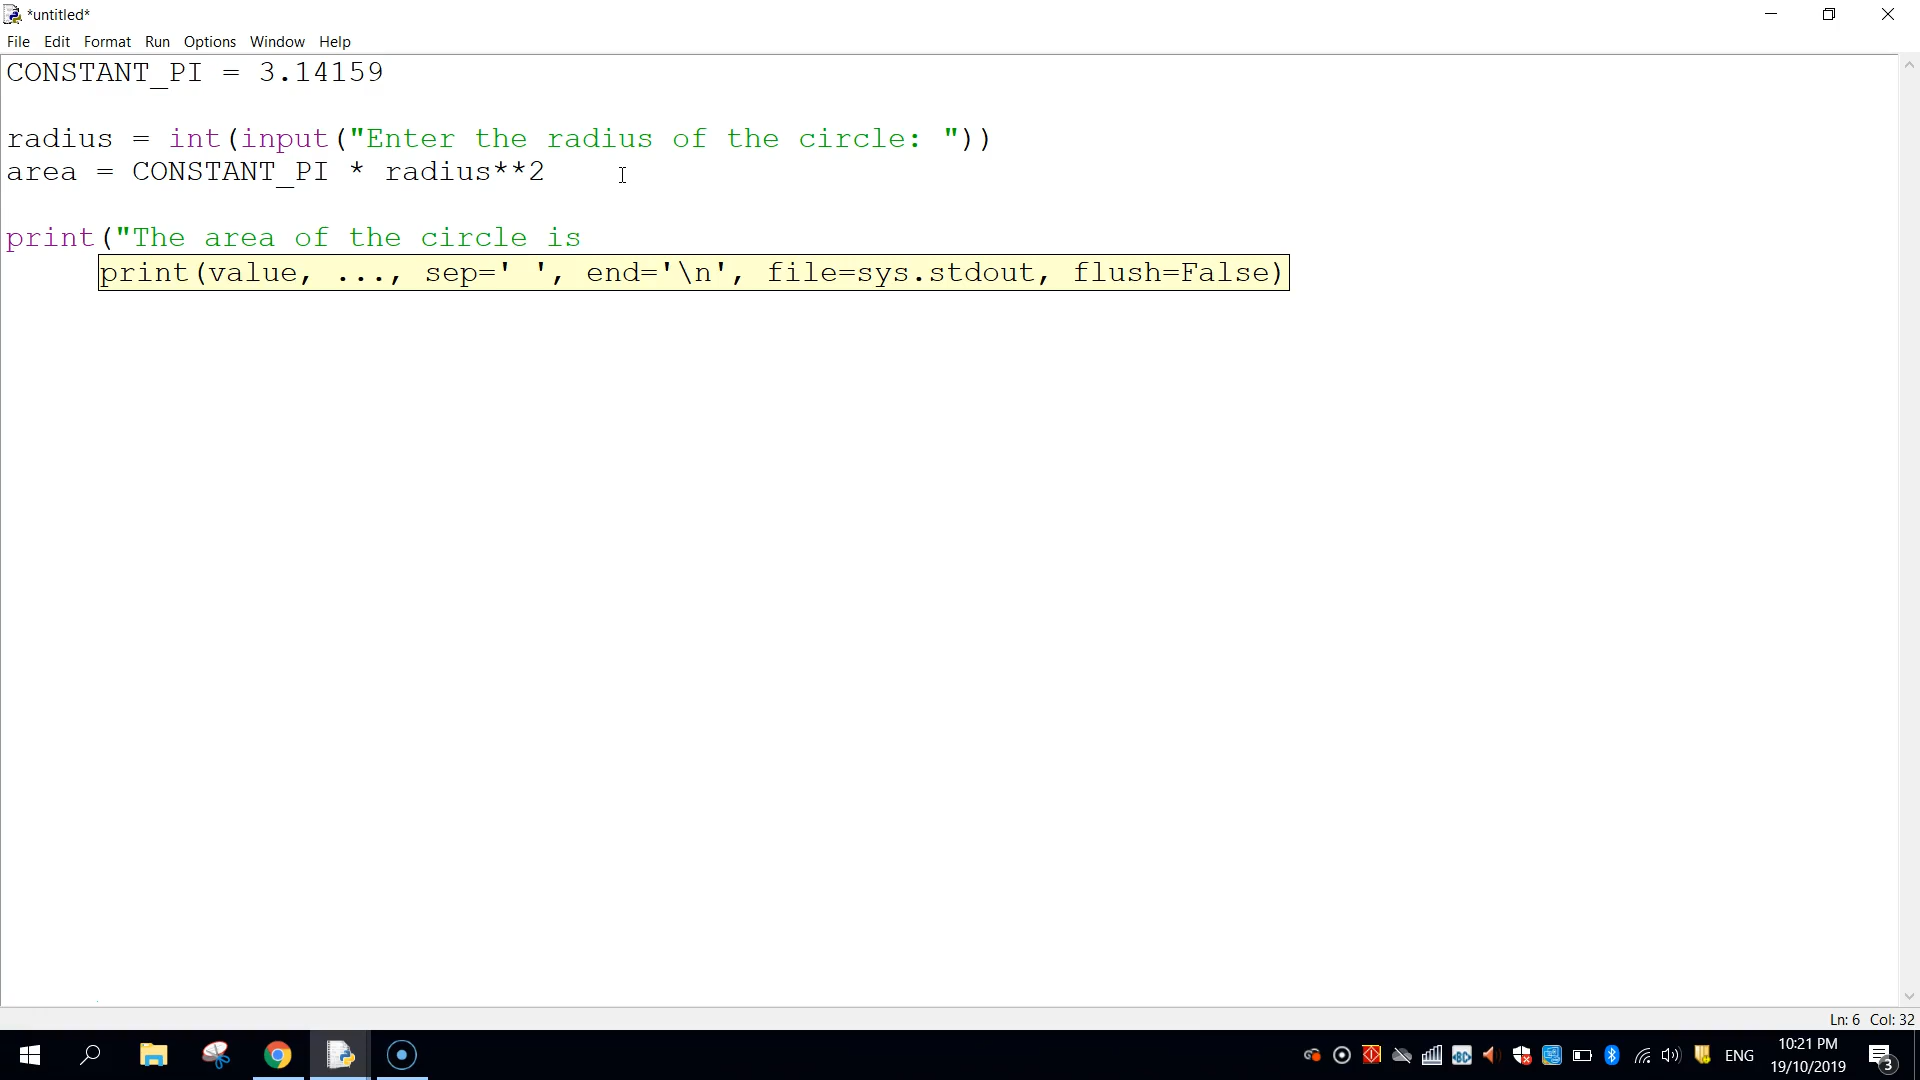 *untitled*
File Edit Format Run Options Window Help
CONSTANT_PI = 3.14159
radius = int(input("Enter the radius of the circle: "))
area = CONSTANT_PI * radius**2
print("The area of the circle is
print(value, ..., sep=' ', end='\n', file=sys.stdout, flush=False)
Ln: 6 Col: 32
ENG
10:21 PM
19/10/2019
3